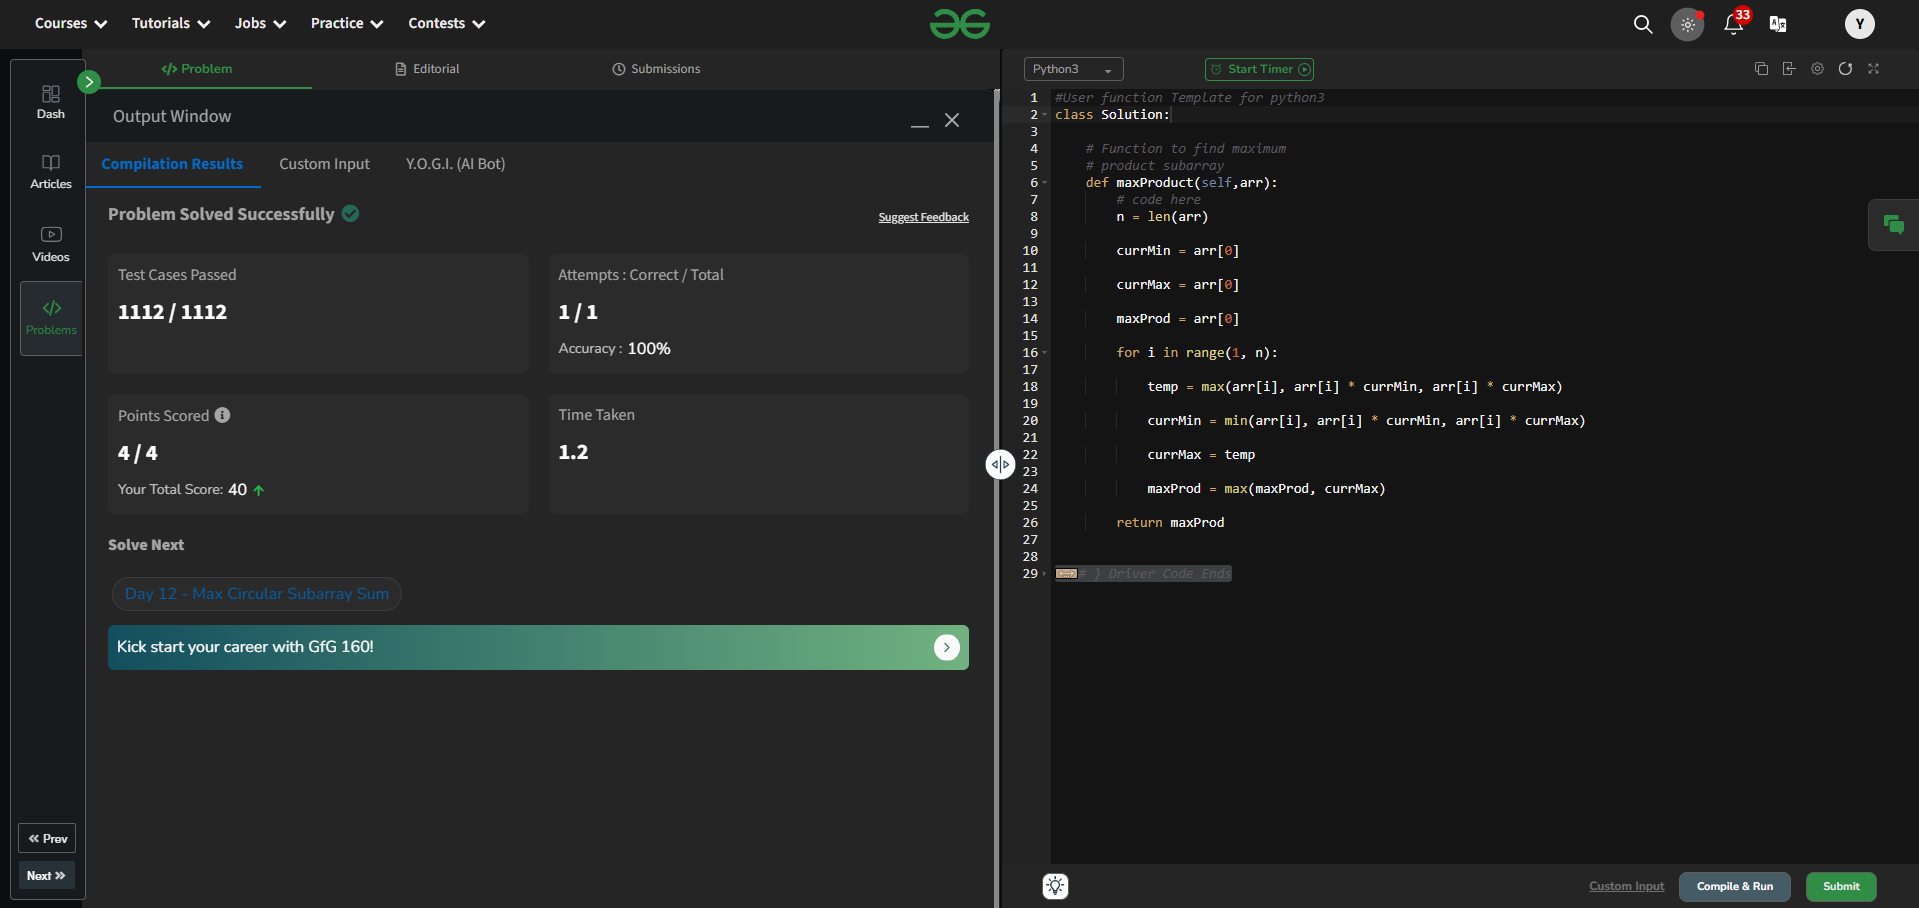 Courses Tutorials Jobs Practice Contests
33
Y
Dash
Articles
Videos
Problems
Prev
Next
Problem Editorial Submissions
Output Window
Compilation Results Custom Input Y.O.G.I. (AI Bot)
Problem Solved Successfully
Suggest Feedback
Test Cases Passed
1112 / 1112
Attempts : Correct / Total
1 / 1
Accuracy : 100%
Points Scored
4 / 4
Your Total Score: 40
Time Taken
1.2
Solve Next
Day 12 - Max Circular Subarray Sum
Kick start your career with GfG 160!
Python3 Start Timer
1 #User function Template for python3
2 class Solution:
3
4     # Function to find maximum
5     # product subarray
6     def maxProduct(self,arr):
7         # code here
8         n = len(arr)
9
10         currMin = arr[0]
11
12         currMax = arr[0]
13
14         maxProd = arr[0]
15
16         for i in range(1, n):
17
18             temp = max(arr[i], arr[i] * currMin, arr[i] * currMax)
19
20             currMin = min(arr[i], arr[i] * currMin, arr[i] * currMax)
21
22             currMax = temp
23
24             maxProd = max(maxProd, currMax)
25
26         return maxProd
27
28
29 # } Driver Code Ends
Custom Input Compile & Run Submit